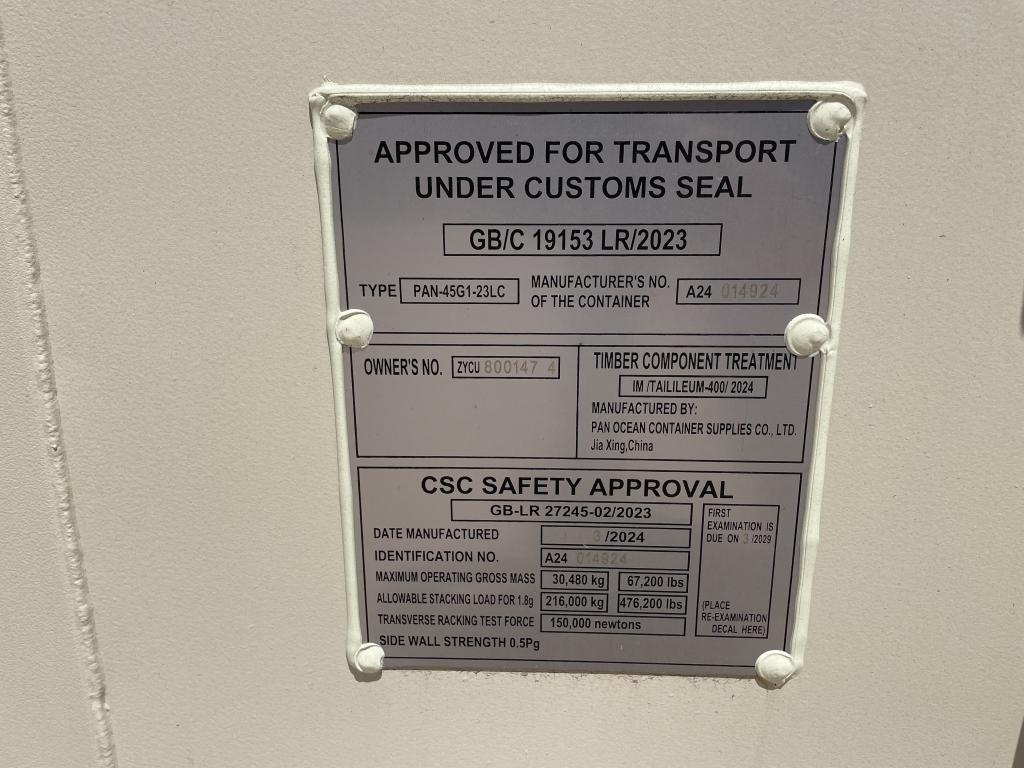 APPROVED FOR TRANSPORT
UNDER CUSTOMS SEAL
GB/C 19153 LR/2023
TYPE PAN-45G1-23LC
MANUFACTURER'S NO.
OF THE CONTAINER
A24 014924
OWNER'S NO. ZYCU 800147 4
TIMBER COMPONENT TREATMENT
IM /TAILILEUM-400/ 2024
MANUFACTURED BY:
PAN OCEAN CONTAINER SUPPLIES CO., LTD.
Jia Xing,China
CSC SAFETY APPROVAL
GB-LR 27245-02/2023
DATE MANUFACTURED 3 /2024
IDENTIFICATION NO. A24 014924
MAXIMUM OPERATING GROSS MASS 30,480 kg 67,200 lbs
ALLOWABLE STACKING LOAD FOR 1.8g 216,000 kg 476,200 lbs
TRANSVERSE RACKING TEST FORCE 150,000 newtons
SIDE WALL STRENGTH 0.5Pg
FIRST
EXAMINATION IS
DUE ON 3 /2029
(PLACE
RE-EXAMINATION
DECAL HERE)